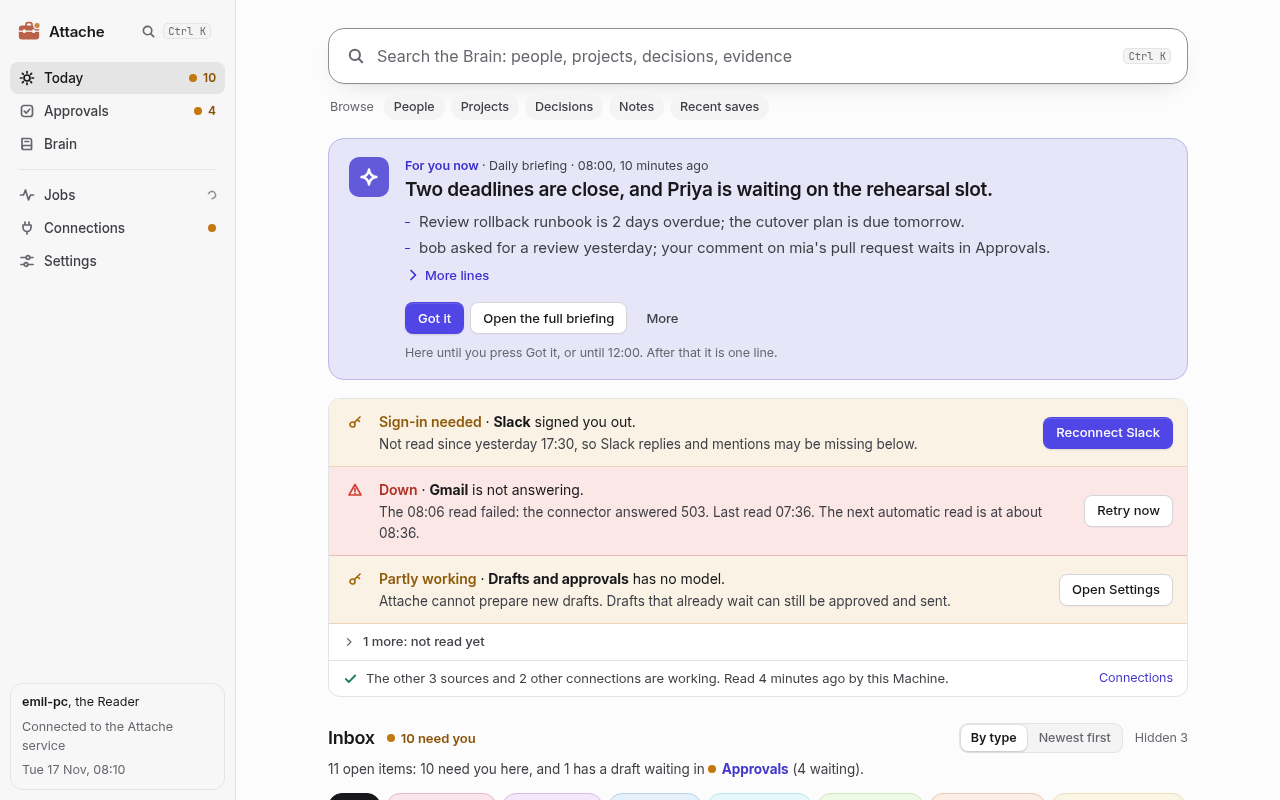 Attache
Ctrl K
Today
10
Approvals
4
Brain
Jobs
Connections
Settings
emil-pc, the Reader
Connected to the Attache
service
Tue 17 Nov, 08:10
Search the Brain: people, projects, decisions, evidence
Ctrl K
Browse
People
Projects
Decisions
Notes
Recent saves
For you now · Daily briefing · 08:00, 10 minutes ago
Two deadlines are close, and Priya is waiting on the rehearsal slot.
- Review rollback runbook is 2 days overdue; the cutover plan is due tomorrow.
- bob asked for a review yesterday; your comment on mia's pull request waits in Approvals.
More lines
Got it
Open the full briefing
More
Here until you press Got it, or until 12:00. After that it is one line.
Sign-in needed · Slack signed you out.
Not read since yesterday 17:30, so Slack replies and mentions may be missing below.
Reconnect Slack
Down · Gmail is not answering.
The 08:06 read failed: the connector answered 503. Last read 07:36. The next automatic read is at about
08:36.
Retry now
Partly working · Drafts and approvals has no model.
Attache cannot prepare new drafts. Drafts that already wait can still be approved and sent.
Open Settings
1 more: not read yet
The other 3 sources and 2 other connections are working. Read 4 minutes ago by this Machine.
Connections
Inbox
10 need you
By type
Newest first
Hidden 3
11 open items: 10 need you here, and 1 has a draft waiting in Approvals (4 waiting).